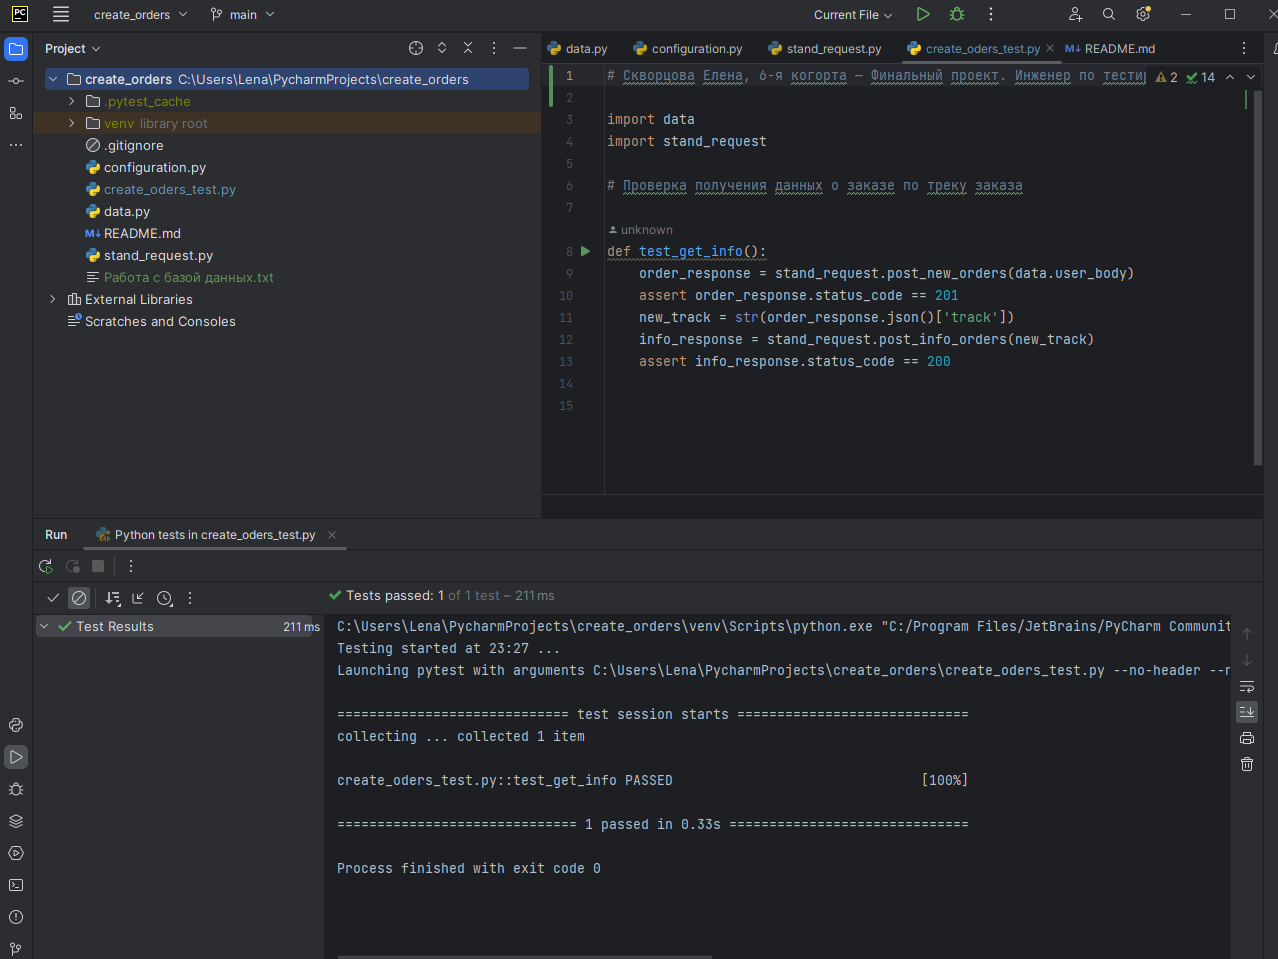 PC create_orders main Current File
Project
create_orders C:\Users\Lena\PycharmProjects\create_orders
.pytest_cache
venv library root
.gitignore
configuration.py
create_oders_test.py
data.py
README.md
stand_request.py
Работа с базой данных.txt
External Libraries
Scratches and Consoles
data.py configuration.py stand_request.py create_oders_test.py README.md
2 14
1 # Скворцова Елена, 6-я когорта — Финальный проект. Инженер по тестир
2
3 import data
4 import stand_request
5
6 # Проверка получения данных о заказе по треку заказа
7
unknown
8 def test_get_info():
9 order_response = stand_request.post_new_orders(data.user_body)
10 assert order_response.status_code == 201
11 new_track = str(order_response.json()['track'])
12 info_response = stand_request.post_info_orders(new_track)
13 assert info_response.status_code == 200
14
15
Run Python tests in create_oders_test.py
Tests passed: 1 of 1 test – 211 ms
Test Results 211 ms
C:\Users\Lena\PycharmProjects\create_orders\venv\Scripts\python.exe "C:/Program Files/JetBrains/PyCharm Communit
Testing started at 23:27 ...
Launching pytest with arguments C:\Users\Lena\PycharmProjects\create_orders\create_oders_test.py --no-header --n
============================= test session starts =============================
collecting ... collected 1 item
create_oders_test.py::test_get_info PASSED [100%]
============================== 1 passed in 0.33s ==============================
Process finished with exit code 0